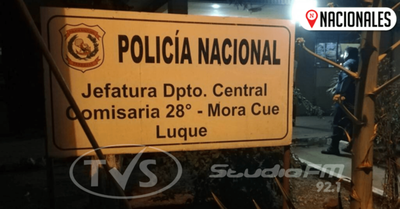 NACIONALES
POLICÍA NACIONAL
Jefatura Dpto. Central
Comisaria 28° - Mora Cue
Luque
TVS
StudioFM
92.1